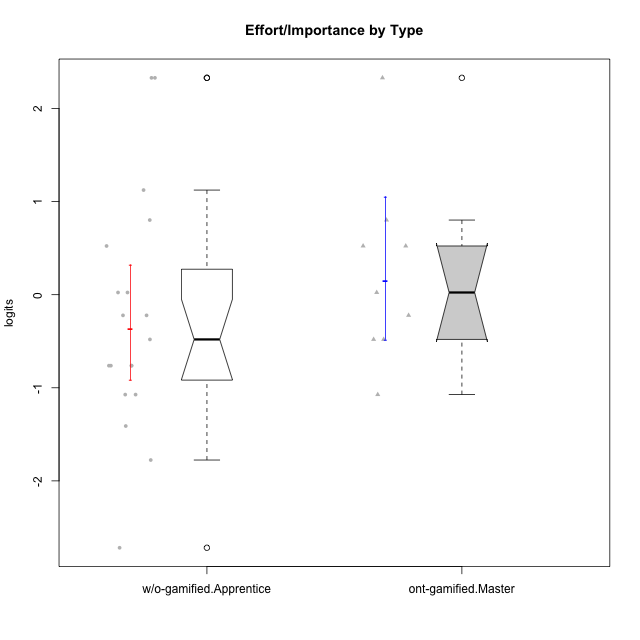 Effort/Importance by Type
logits
2
1
0
-1
-2
w/o-gamified.Apprentice
ont-gamified.Master